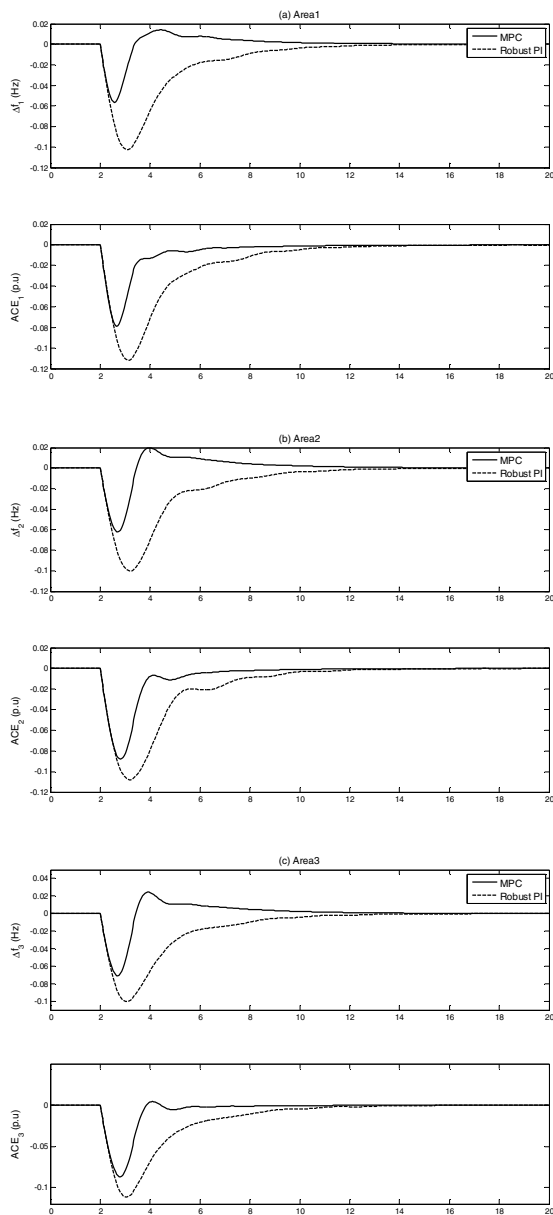 (a) Area1
0.02
0
-0.02
-0.04
-0.06
-0.08
-0.1
-0.12
Δf1 (Hz)
MPC
Robust PI
0 2 4 6 8 10 12 14 16 18 20
0.02
0
-0.02
-0.04
-0.06
-0.08
-0.1
-0.12
ACE1 (p.u)
0 2 4 6 8 10 12 14 16 18 20
(b) Area2
0.02
0
-0.02
-0.04
-0.06
-0.08
-0.1
-0.12
Δf2 (Hz)
MPC
Robust PI
0 2 4 6 8 10 12 14 16 18 20
0.02
0
-0.02
-0.04
-0.06
-0.08
-0.1
-0.12
ACE2 (p.u)
0 2 4 6 8 10 12 14 16 18 20
(c) Area3
0.04
0.02
0
-0.02
-0.04
-0.06
-0.08
-0.1
Δf3 (Hz)
MPC
Robust PI
0 2 4 6 8 10 12 14 16 18 20
0
-0.05
-0.1
ACE3 (p.u)
0 2 4 6 8 10 12 14 16 18 20